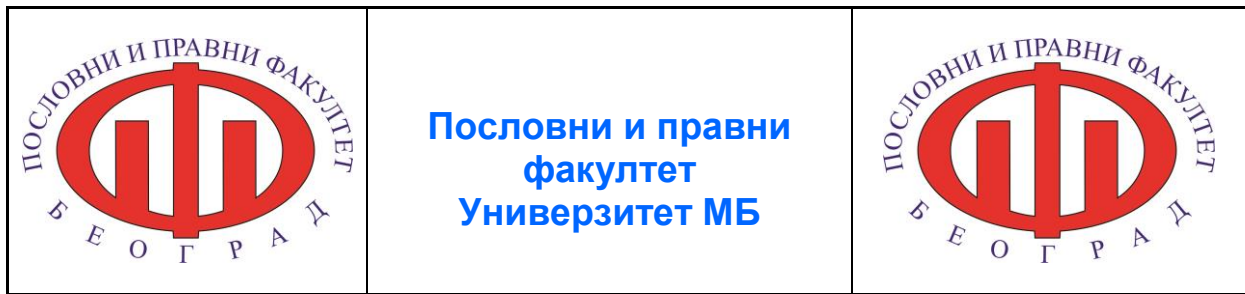 ПОСЛОВНИ И ПРАВНИ ФАКУЛТЕТ
БЕОГРАД
Пословни и правни
факултет
Универзитет МБ
ПОСЛОВНИ И ПРАВНИ ФАКУЛТЕТ
БЕОГРАД